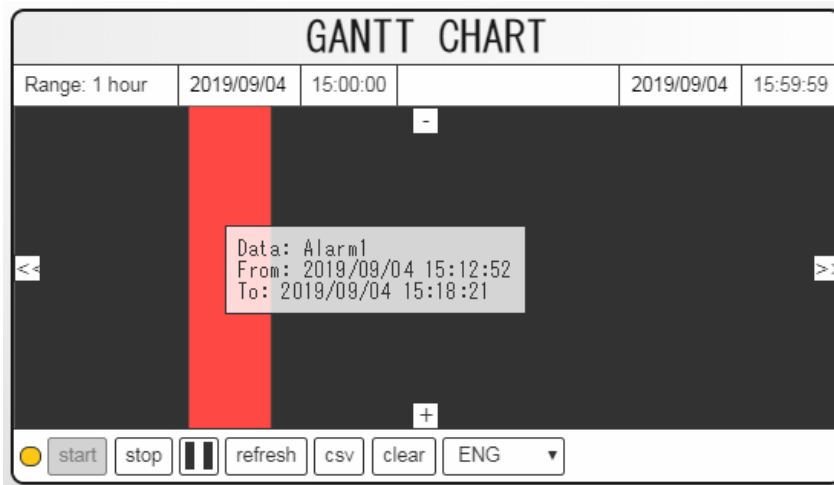 GANTT CHART
Range: 1 hour 2019/09/04 15:00:00 2019/09/04 15:59:59
-
Data: Alarm1
From: 2019/09/04 15:12:52
To: 2019/09/04 15:18:21
<< >>
+
start stop refresh csv clear ENG